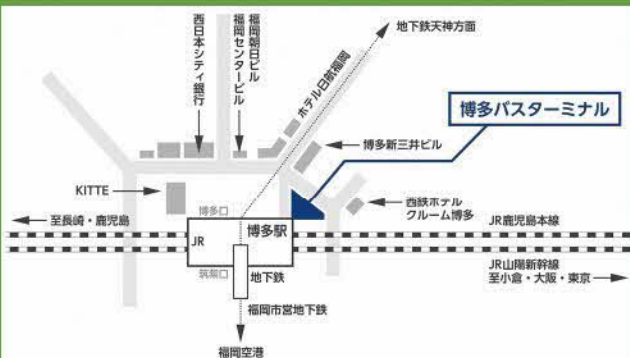 西日本シティ銀行
福岡朝日ビル
福岡センタービル
地下鉄天神方面
ホテル日航福岡
博多バスターミナル
博多新三井ビル
KITTE
西鉄ホテル
クルーム博多
博多口
至長崎・鹿児島
JR
博多駅
JR鹿児島本線
筑紫口
地下鉄
JR山陽新幹線
至小倉・大阪・東京
福岡市営地下鉄
福岡空港